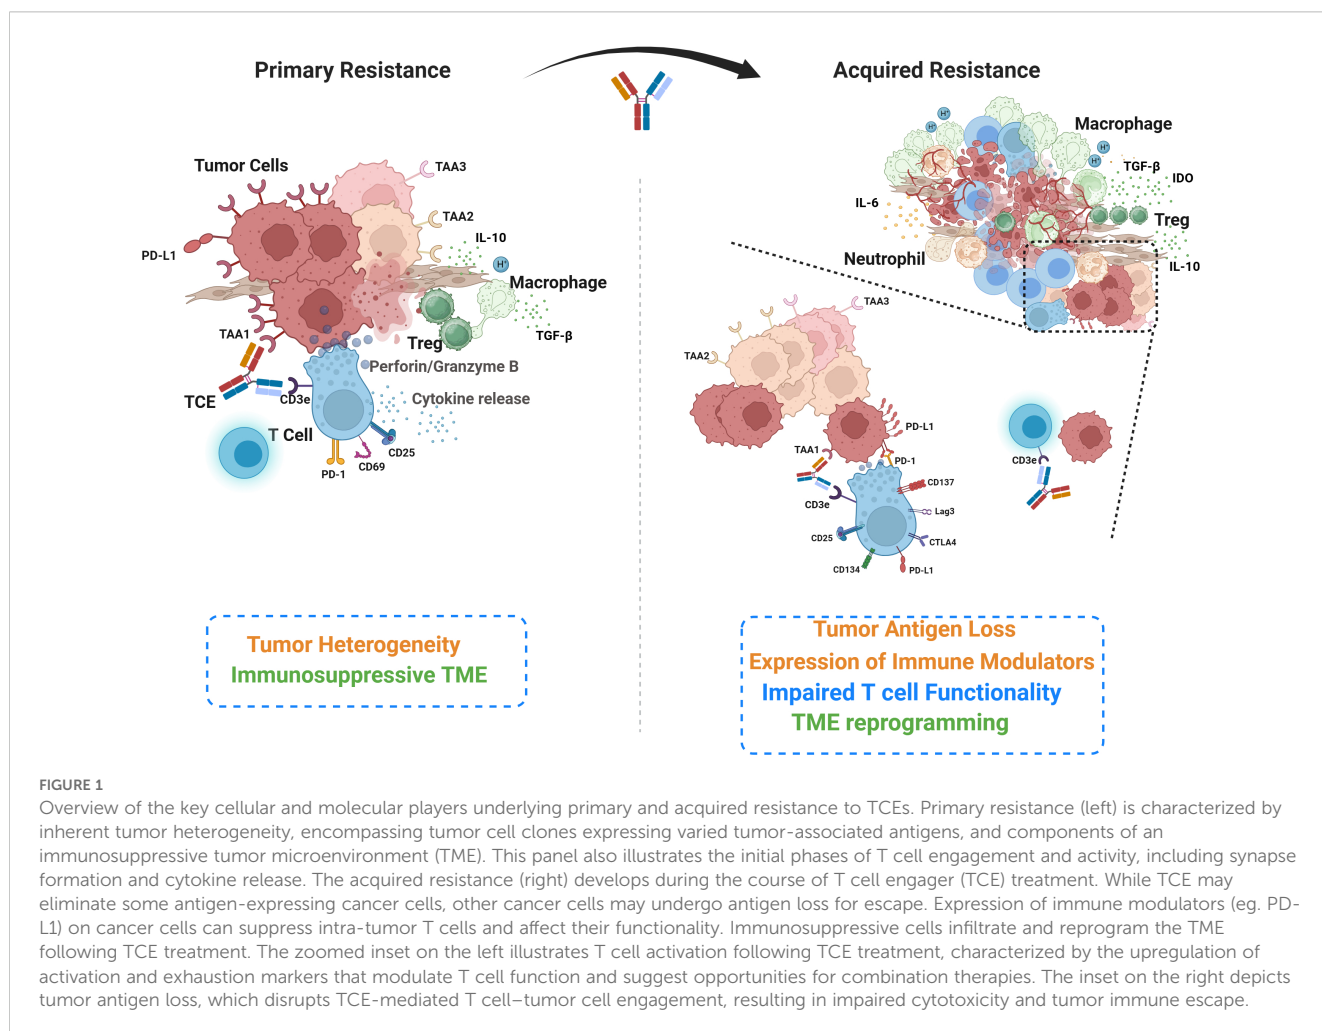 Primary Resistance
Tumor Cells
TAA3
TAA2
IL-10
PD-L1
H+
Macrophage
TAA1
Treg
TGF-β
Perforin/Granzyme B
TCE
CD3e
Cytokine release
T Cell
CD25
CD69
PD-1
Tumor Heterogeneity
Immunosuppressive TME
Acquired Resistance
H+
H+
Macrophage
H+
H+
TGF-β
IDO
IL-6
Treg
Neutrophil
IL-10
TAA3
TAA2
PD-L1
TAA1
PD-1
CD137
CD3e
Lag3
CD25
CTLA4
CD134
PD-L1
CD3e
Tumor Antigen Loss
Expression of Immune Modulators
Impaired T cell Functionality
TME reprogramming
FIGURE 1
Overview of the key cellular and molecular players underlying primary and acquired resistance to TCEs. Primary resistance (left) is characterized by
inherent tumor heterogeneity, encompassing tumor cell clones expressing varied tumor-associated antigens, and components of an
immunosuppressive tumor microenvironment (TME). This panel also illustrates the initial phases of T cell engagement and activity, including synapse
formation and cytokine release. The acquired resistance (right) develops during the course of T cell engager (TCE) treatment. While TCE may
eliminate some antigen-expressing cancer cells, other cancer cells may undergo antigen loss for escape. Expression of immune modulators (eg. PD-
L1) on cancer cells can suppress intra-tumor T cells and affect their functionality. Immunosuppressive cells infiltrate and reprogram the TME
following TCE treatment. The zoomed inset on the left illustrates T cell activation following TCE treatment, characterized by the upregulation of
activation and exhaustion markers that modulate T cell function and suggest opportunities for combination therapies. The inset on the right depicts
tumor antigen loss, which disrupts TCE-mediated T cell–tumor cell engagement, resulting in impaired cytotoxicity and tumor immune escape.